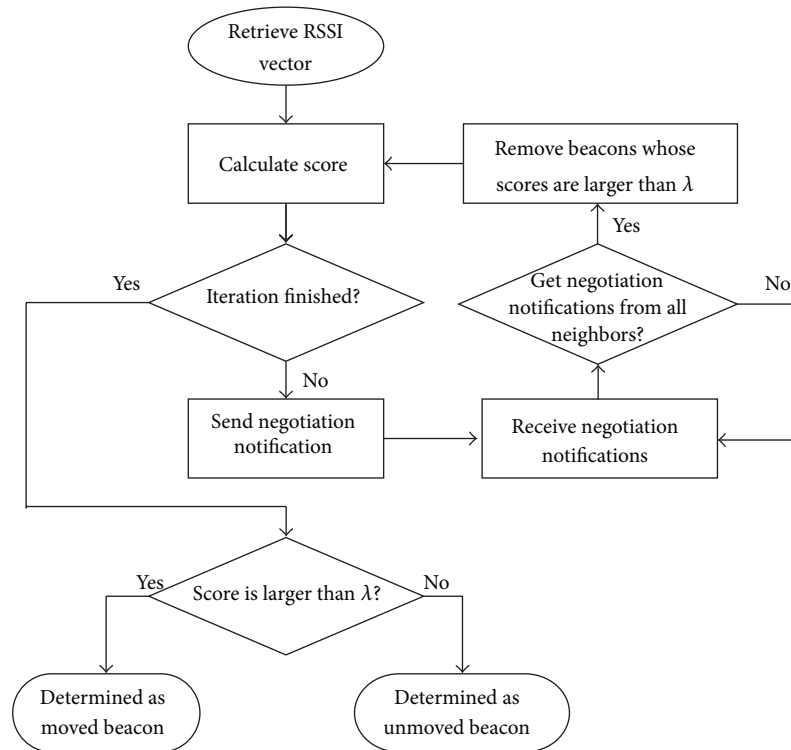 Retrieve RSSI
vector
Calculate score
Remove beacons whose
scores are larger than λ
Yes
Yes
Iteration finished?
Get negotiation
notifications from all
neighbors?
No
No
Send negotiation
notification
Receive negotiation
notifications
Yes
Score is larger than λ?
No
Determined as
moved beacon
Determined as
unmoved beacon